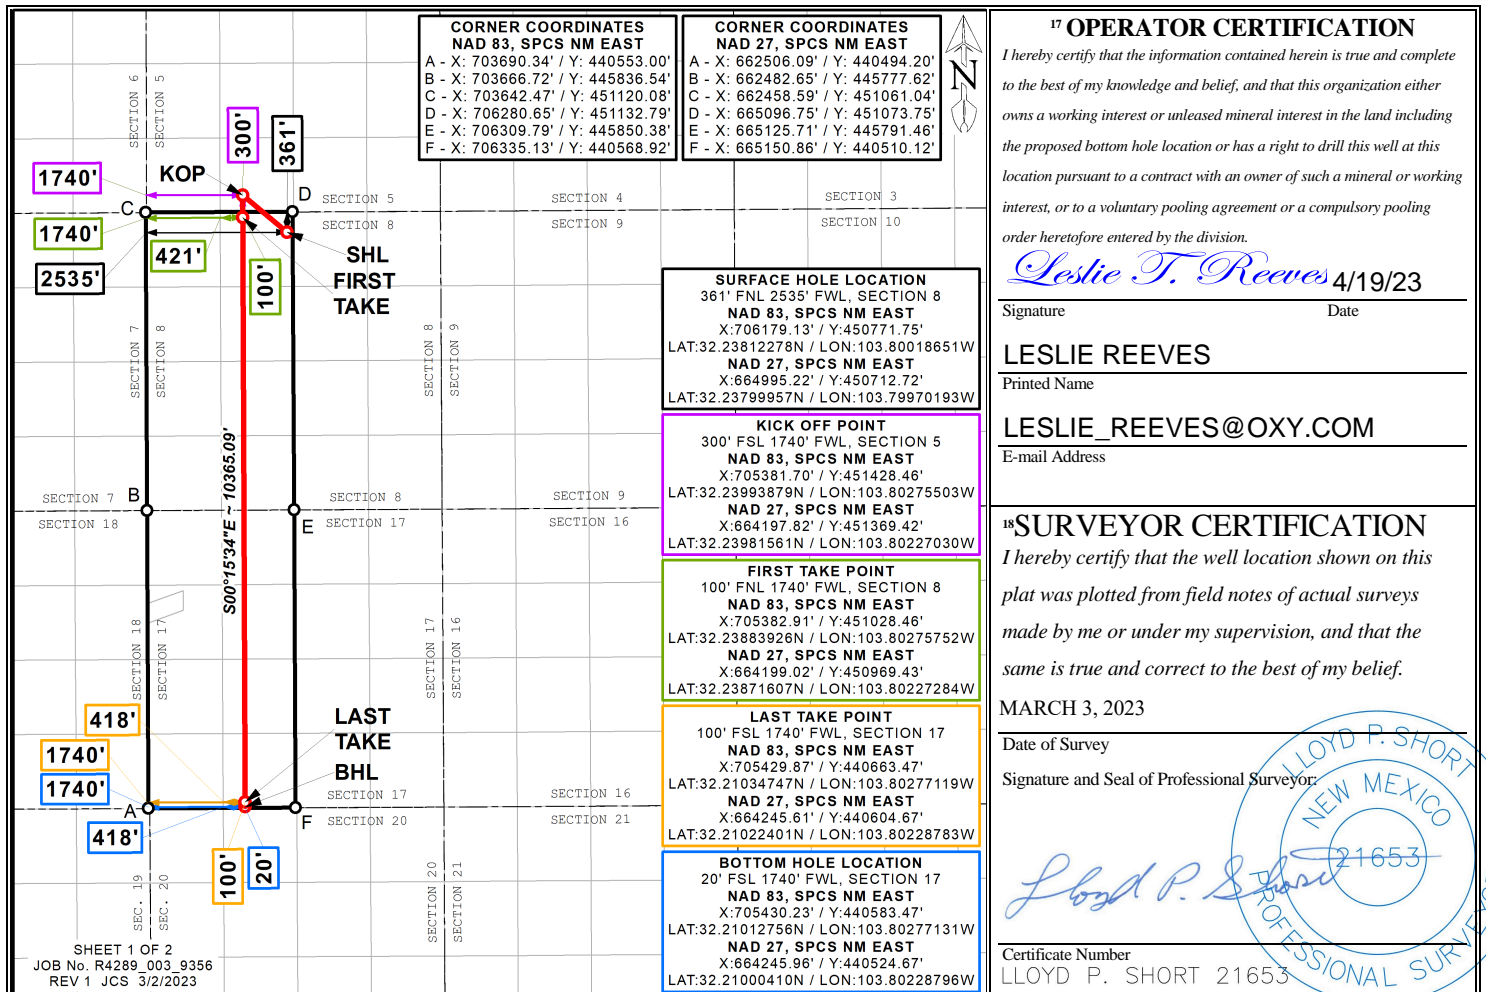 CORNER COORDINATES
NAD 83, SPCS NM EAST
A - X: 703690.34' / Y: 440553.00'
B - X: 703666.72' / Y: 445836.54'
C - X: 703642.47' / Y: 451120.08'
D - X: 706280.65' / Y: 451132.79'
E - X: 706309.79' / Y: 445850.38'
F - X: 706335.13' / Y: 440568.92'
CORNER COORDINATES
NAD 27, SPCS NM EAST
A - X: 662506.09' / Y: 440494.20'
B - X: 662482.65' / Y: 445777.62'
C - X: 662458.59' / Y: 451061.04'
D - X: 665096.75' / Y: 451073.75'
E - X: 665125.71' / Y: 445791.46'
F - X: 665150.86' / Y: 440510.12'
N
SECTION 6
SECTION 5
300'
361'
1740'
KOP
C
D
SECTION 5
SECTION 4
SECTION 3
SECTION 8
SECTION 9
SECTION 10
1740'
421'
2535'
100'
SHL
FIRST
TAKE
SECTION 7
SECTION 8
SECTION 8
SECTION 9
S00°15'34"E ~ 10365.09'
SECTION 7
B
SECTION 8
SECTION 9
SECTION 18
E
SECTION 17
SECTION 16
SECTION 18
SECTION 17
SECTION 17
SECTION 16
418'
LAST
TAKE
1740'
BHL
1740'
A
SECTION 17
SECTION 16
F
SECTION 20
SECTION 21
418'
100'
20'
SEC. 19
SEC. 20
SECTION 20
SECTION 21
SHEET 1 OF 2
JOB No. R4289_003_9356
REV 1 JCS 3/2/2023
SURFACE HOLE LOCATION
361' FNL 2535' FWL, SECTION 8
NAD 83, SPCS NM EAST
X:706179.13' / Y:450771.75'
LAT:32.23812278N / LON:103.80018651W
NAD 27, SPCS NM EAST
X:664995.22' / Y:450712.72'
LAT:32.23799957N / LON:103.79970193W
KICK OFF POINT
300' FSL 1740' FWL, SECTION 5
NAD 83, SPCS NM EAST
X:705381.70' / Y:451428.46'
LAT:32.23993879N / LON:103.80275503W
NAD 27, SPCS NM EAST
X:664197.82' / Y:451369.42'
LAT:32.23981561N / LON:103.80227030W
FIRST TAKE POINT
100' FNL 1740' FWL, SECTION 8
NAD 83, SPCS NM EAST
X:705382.91' / Y:451028.46'
LAT:32.23883926N / LON:103.80275752W
NAD 27, SPCS NM EAST
X:664199.02' / Y:450969.43'
LAT:32.23871607N / LON:103.80227284W
LAST TAKE POINT
100' FSL 1740' FWL, SECTION 17
NAD 83, SPCS NM EAST
X:705429.87' / Y:440663.47'
LAT:32.21034747N / LON:103.80277119W
NAD 27, SPCS NM EAST
X:664245.61' / Y:440604.67'
LAT:32.21022401N / LON:103.80228783W
BOTTOM HOLE LOCATION
20' FSL 1740' FWL, SECTION 17
NAD 83, SPCS NM EAST
X:705430.23' / Y:440583.47'
LAT:32.21012756N / LON:103.80277131W
NAD 27, SPCS NM EAST
X:664245.96' / Y:440524.67'
LAT:32.21000410N / LON:103.80228796W
17 OPERATOR CERTIFICATION
I hereby certify that the information contained herein is true and complete
to the best of my knowledge and belief, and that this organization either
owns a working interest or unleased mineral interest in the land including
the proposed bottom hole location or has a right to drill this well at this
location pursuant to a contract with an owner of such a mineral or working
interest, or to a voluntary pooling agreement or a compulsory pooling
order heretofore entered by the division.
Leslie T. Reeves 4/19/23
Signature Date
LESLIE REEVES
Printed Name
LESLIE_REEVES@OXY.COM
E-mail Address
18 SURVEYOR CERTIFICATION
I hereby certify that the well location shown on this
plat was plotted from field notes of actual surveys
made by me or under my supervision, and that the
same is true and correct to the best of my belief.
MARCH 3, 2023
Date of Survey
Signature and Seal of Professional Surveyor:
LLOYD P. SHORT
NEW MEXICO
21653
Lloyd P. Short
PROFESSIONAL SURVEY
Certificate Number
LLOYD P. SHORT 21653